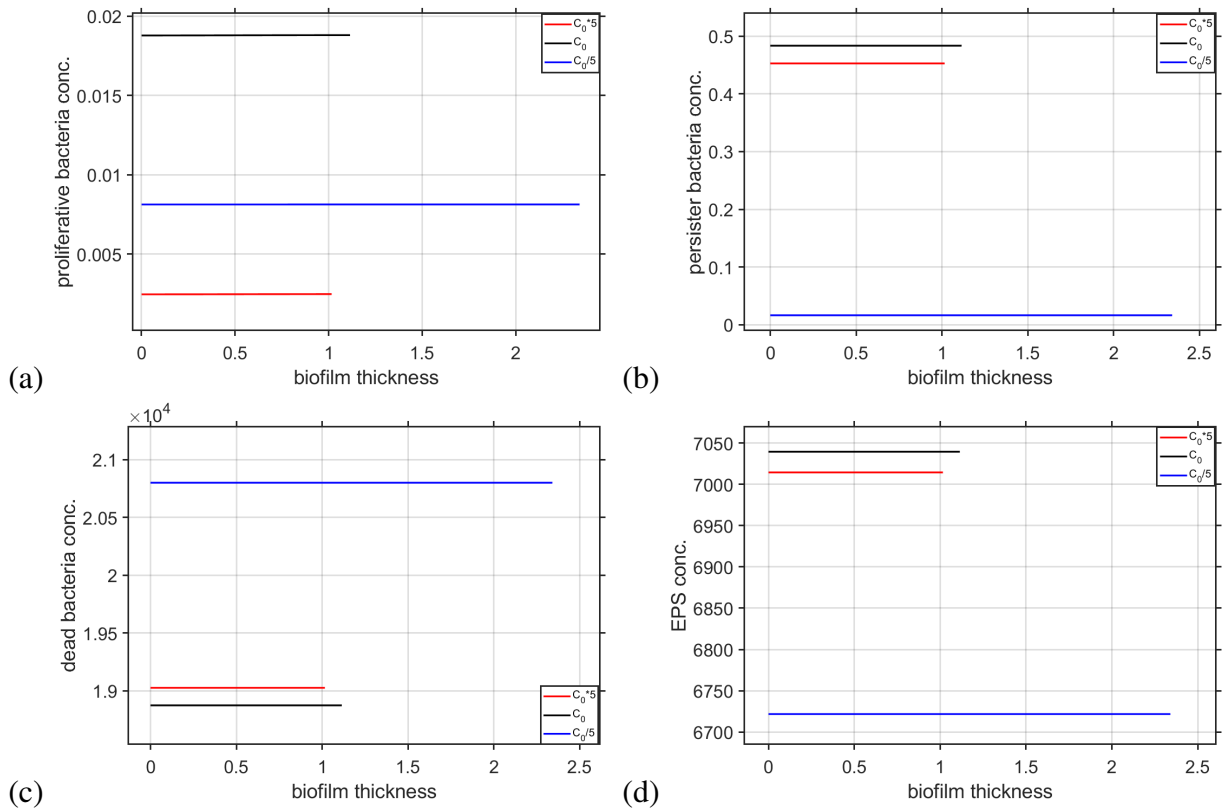 0.02
0.015
0.01
0.005
proliferative bacteria conc.
0 0.5 1 1.5 2
biofilm thickness
C0*5
C0
C0/5
(a)
0.5
0.4
0.3
0.2
0.1
0
persister bacteria conc.
0 0.5 1 1.5 2 2.5
biofilm thickness
C0*5
C0
C0/5
(b)
×10^4
2.1
2.05
2
1.95
1.9
dead bacteria conc.
0 0.5 1 1.5 2 2.5
biofilm thickness
C0*5
C0
C0/5
(c)
7050
7000
6950
6900
6850
6800
6750
6700
EPS conc.
0 0.5 1 1.5 2 2.5
biofilm thickness
C0*5
C0
C0/5
(d)